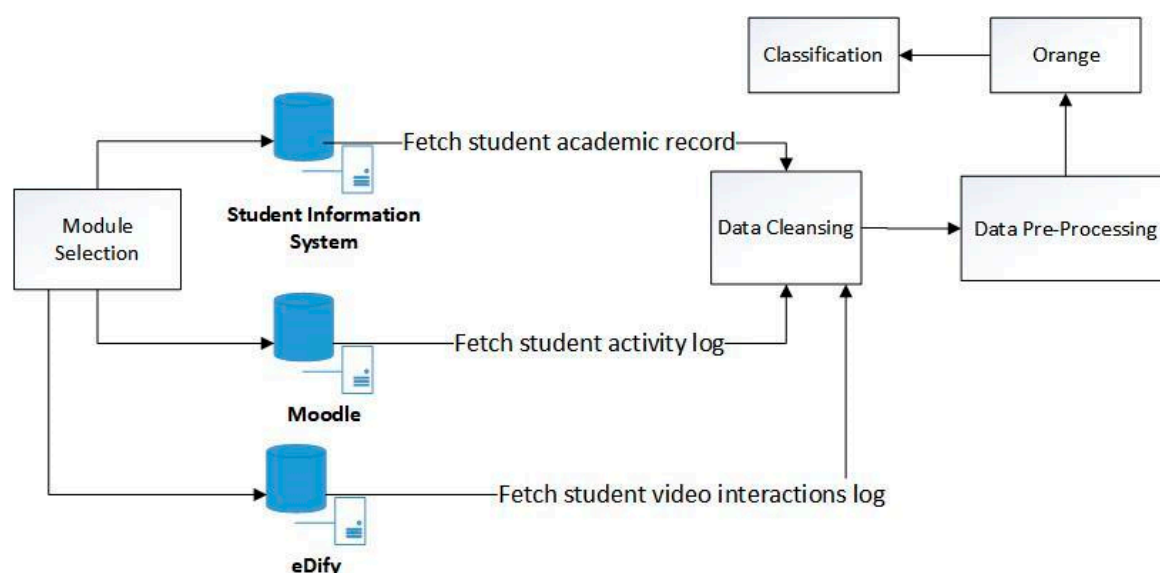 Classification
Orange
Fetch student academic record
Student Information
System
Module
Selection
Data Cleansing
Data Pre-Processing
Fetch student activity log
Moodle
Fetch student video interactions log
eDify